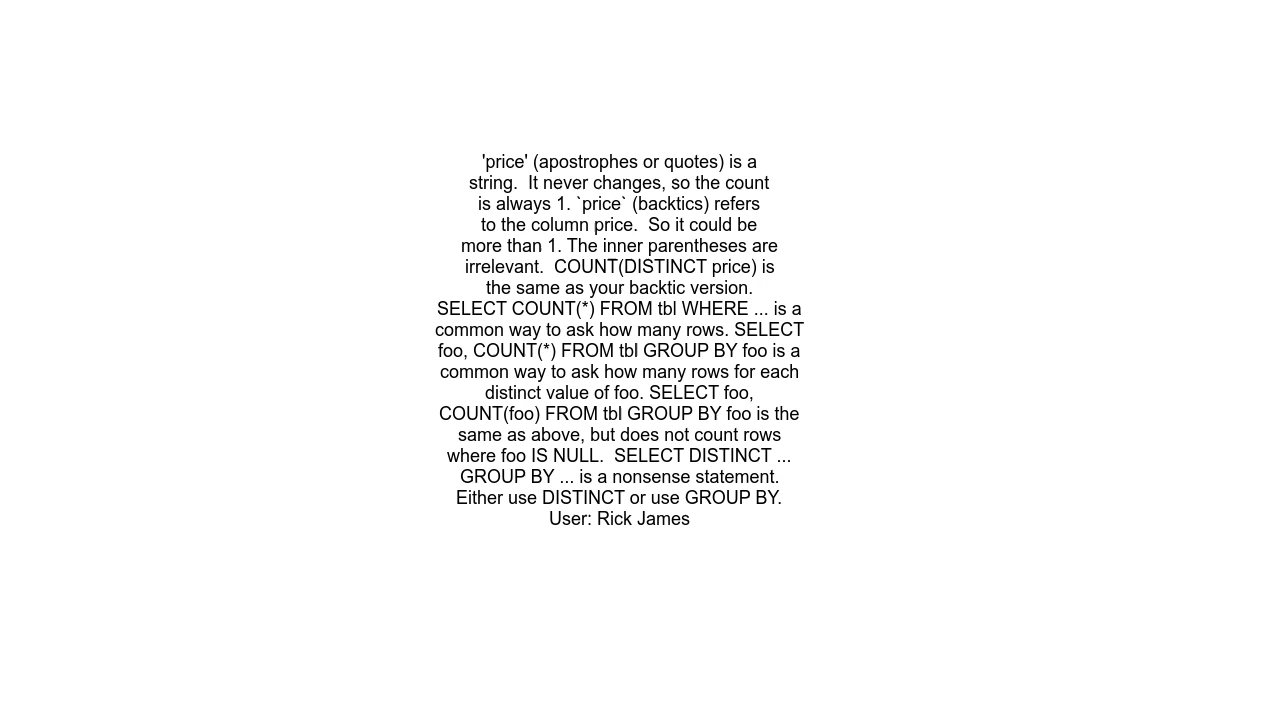 'price' (apostrophes or quotes) is a
string.  It never changes, so the count
is always 1. `price` (backtics) refers
to the column price.  So it could be
more than 1. The inner parentheses are
irrelevant.  COUNT(DISTINCT price) is
the same as your backtic version.
SELECT COUNT(*) FROM tbl WHERE ... is a
common way to ask how many rows. SELECT
foo, COUNT(*) FROM tbl GROUP BY foo is a
common way to ask how many rows for each
distinct value of foo. SELECT foo,
COUNT(foo) FROM tbl GROUP BY foo is the
same as above, but does not count rows
where foo IS NULL.  SELECT DISTINCT ...
GROUP BY ... is a nonsense statement.
Either use DISTINCT or use GROUP BY.
User: Rick James